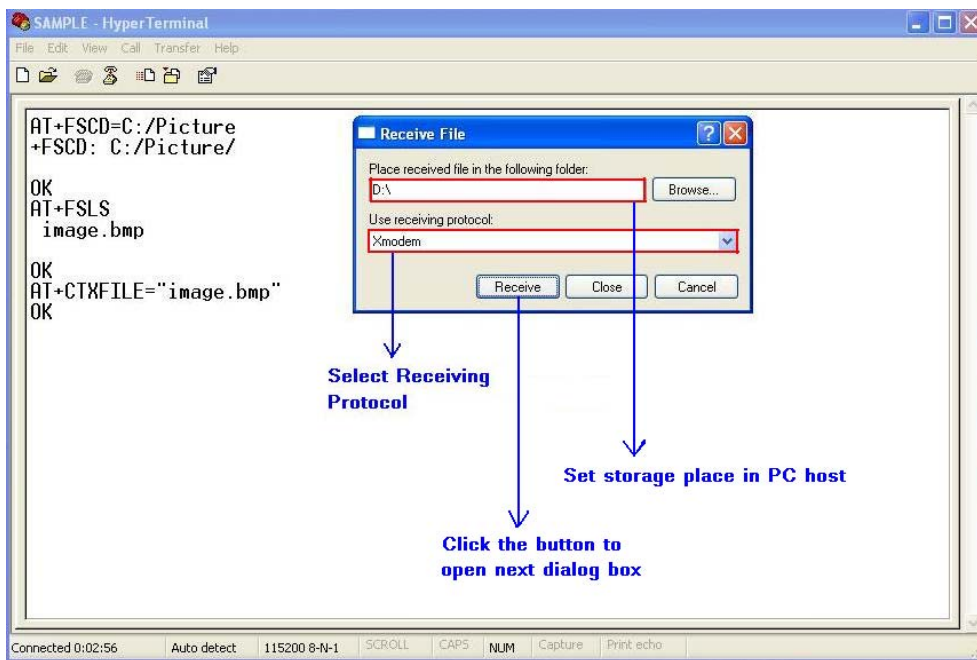 SAMPLE - HyperTerminal
File Edit View Call Transfer Help
AT+FSCD=C:/Picture
+FSCD: C:/Picture/
OK
AT+FSLS
image.bmp
OK
AT+CTXFILE="image.bmp"
OK
Receive File
Place received file in the following folder:
D:\
Browse...
Use receiving protocol:
Xmodem
Receive Close Cancel
Select Receiving
Protocol
Set storage place in PC host
Click the button to
open next dialog box
Connected 0:02:56 Auto detect 115200 8-N-1 SCROLL CAPS NUM Capture Print echo